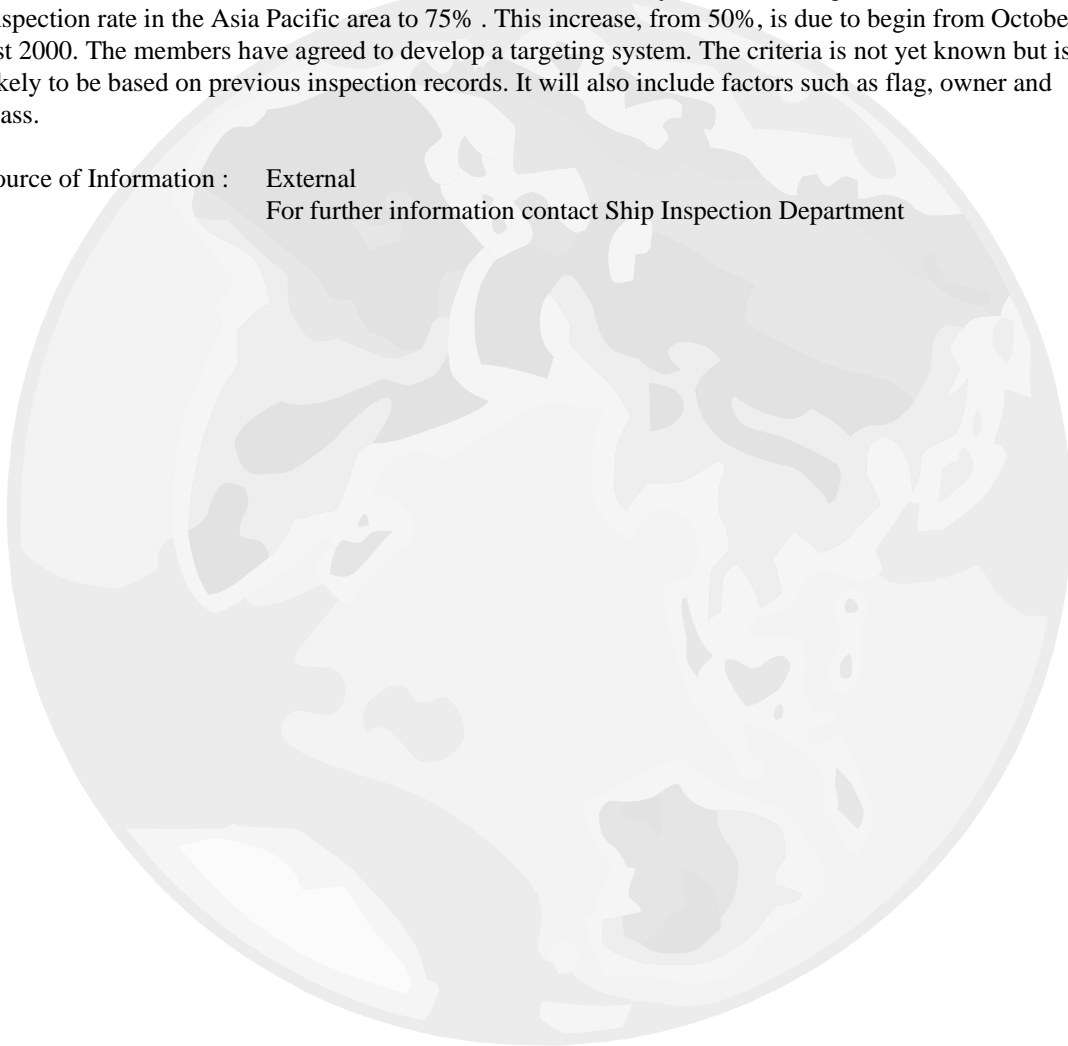 spection rate in the Asia Pacific area to 75% . This increase, from 50%, is due to begin from Octobe
st 2000. The members have agreed to develop a targeting system. The criteria is not yet known but is
kely to be based on previous inspection records. It will also include factors such as flag, owner and
ass.
ource of Information : External
For further information contact Ship Inspection Department